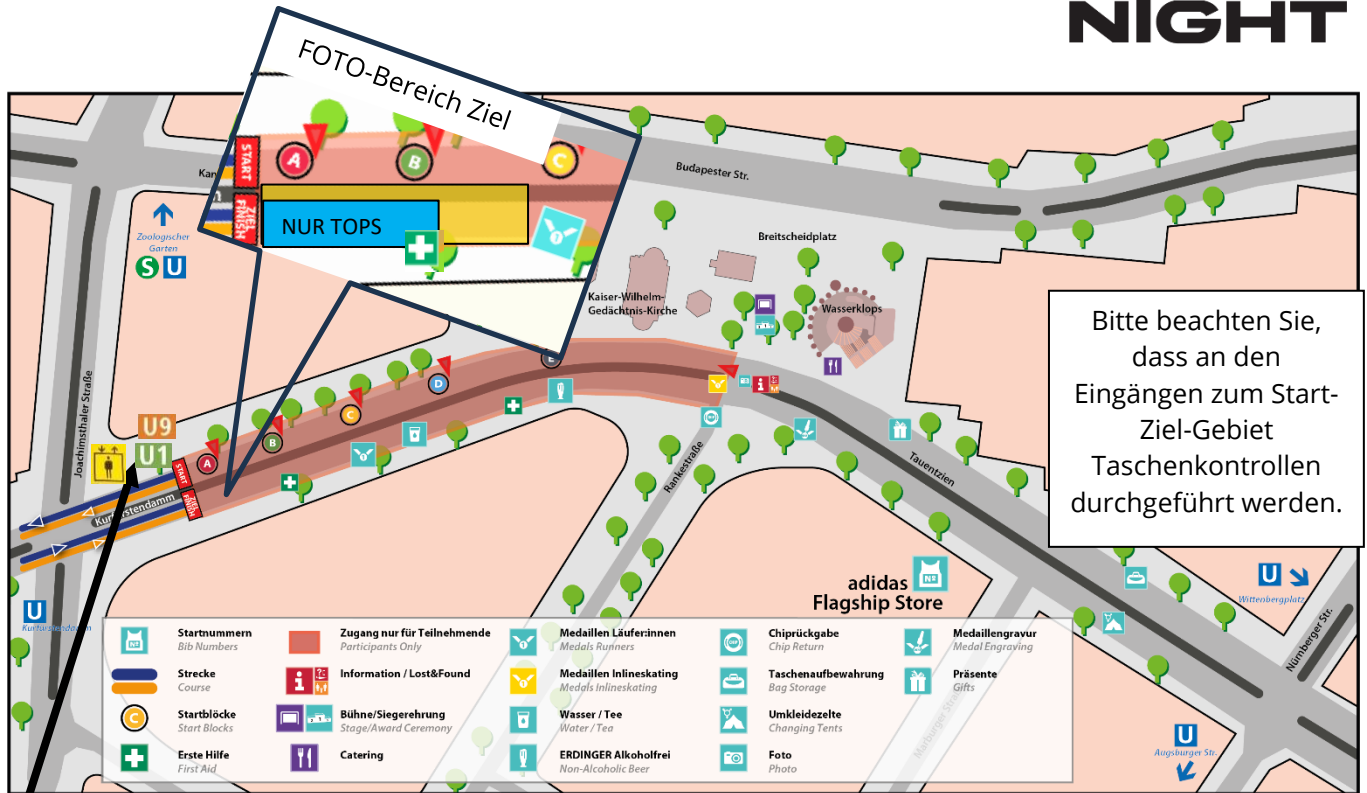 NIGHT
FOTO-Bereich Ziel
START
ZIEL
FINISH
A
B
C
NUR TOPS
Budapester Str.
Zoologischer
Garten
S U
Breitscheidplatz
Kaiser-Wilhelm-
Gedächtnis-Kirche
Wasserklops
Bitte beachten Sie,
dass an den
Eingängen zum Start-
Ziel-Gebiet
Taschenkontrollen
durchgeführt werden.
Joachimsthaler Straße
U9
U1
A
B
C
D
E
START
ZIEL
FINISH
Kurfürstendamm
Rankestraße
Tauentzien
adidas
Flagship Store
U
Kurfürstendamm
U
Wittenbergplatz
Nürnberger Str.
Marburger Straße
U
Augsburger Str.
Startnummern
Bib Numbers
Strecke
Course
C
Startblöcke
Start Blocks
Erste Hilfe
First Aid
Zugang nur für Teilnehmende
Participants Only
Information / Lost&Found
Bühne/Siegerehrung
Stage/Award Ceremony
Catering
Medaillen Läufer:innen
Medals Runners
Medaillen Inlineskating
Medals Inlineskating
Wasser / Tee
Water / Tea
ERDINGER Alkoholfrei
Non-Alcoholic Beer
Chiprückgabe
Chip Return
Taschenaufbewahrung
Bag Storage
Umkleidezelte
Changing Tents
Foto
Photo
Medaillengravur
Medal Engraving
Präsente
Gifts